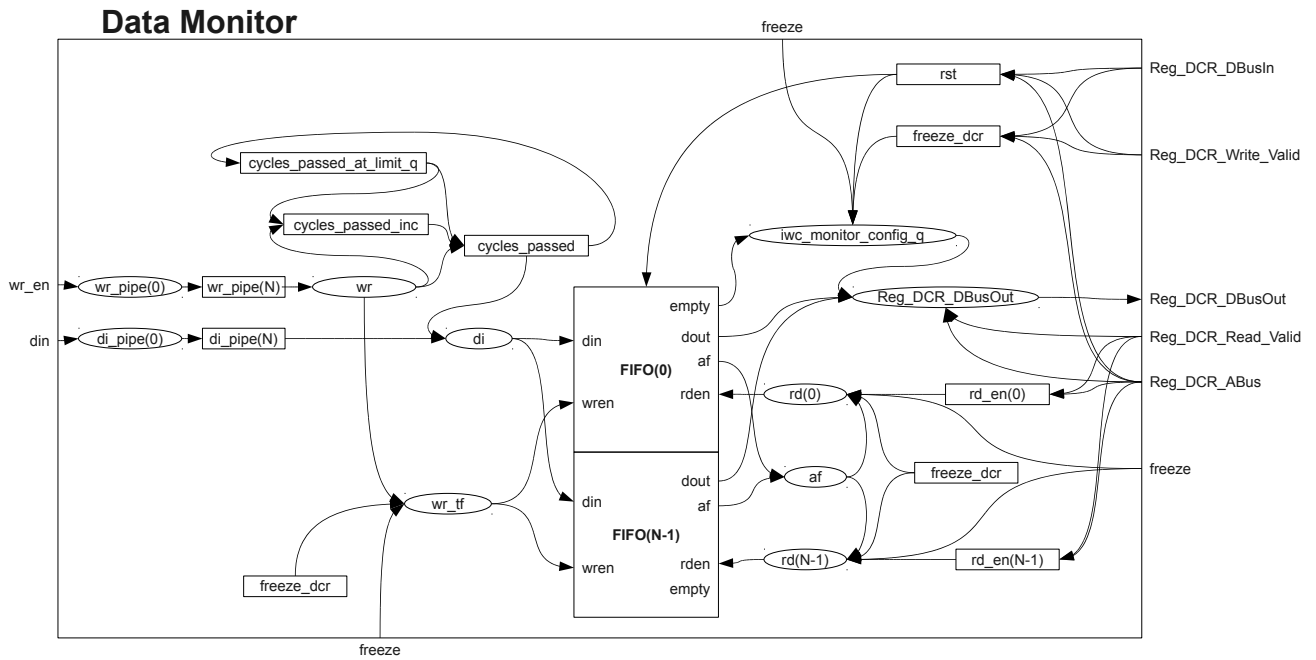 Data Monitor
freeze
rst
Reg_DCR_DBusIn
freeze_dcr
Reg_DCR_Write_Valid
cycles_passed_at_limit_q
cycles_passed_inc
cycles_passed
iwc_monitor_config_q
wr_en
wr_pipe(0)
wr_pipe(N)
wr
empty
Reg_DCR_DBusOut
Reg_DCR_DBusOut
din
di_pipe(0)
di_pipe(N)
di
din
dout
Reg_DCR_Read_Valid
af
FIFO(0)
Reg_DCR_ABus
rden
rd(0)
rd_en(0)
wren
freeze
dout
af
freeze_dcr
wr_tf
din
af
FIFO(N-1)
wren
rden
rd(N-1)
rd_en(N-1)
freeze_dcr
empty
freeze